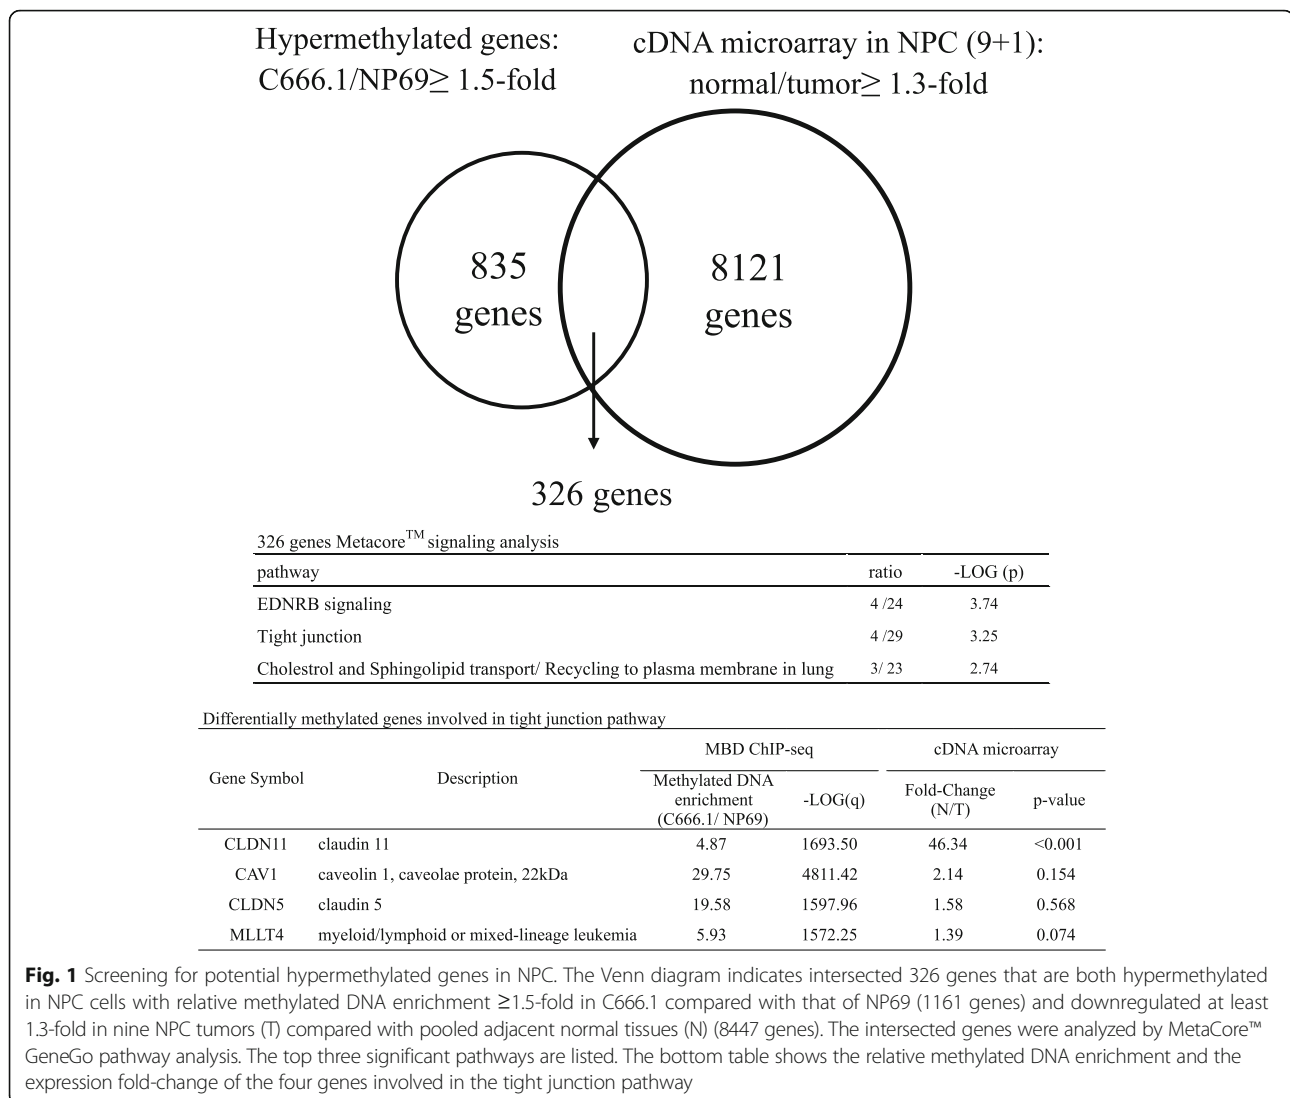 Hypermethylated genes:
C666.1/NP69≥ 1.5-fold
cDNA microarray in NPC (9+1):
normal/tumor≥ 1.3-fold
835
genes
8121
genes
326 genes
326 genes Metacore™ signaling analysis
pathway ratio -LOG (p)
EDNRB signaling 4 /24 3.74
Tight junction 4 /29 3.25
Cholestrol and Sphingolipid transport/ Recycling to plasma membrane in lung 3/ 23 2.74
Differentially methylated genes involved in tight junction pathway
MBD ChIP-seq cDNA microarray
Gene Symbol Description
Methylated DNA
enrichment
(C666.1/ NP69)
-LOG(q)
Fold-Change
(N/T)
p-value
CLDN11 claudin 11 4.87 1693.50 46.34 <0.001
CAV1 caveolin 1, caveolae protein, 22kDa 29.75 4811.42 2.14 0.154
CLDN5 claudin 5 19.58 1597.96 1.58 0.568
MLLT4 myeloid/lymphoid or mixed-lineage leukemia 5.93 1572.25 1.39 0.074
Fig. 1 Screening for potential hypermethylated genes in NPC. The Venn diagram indicates intersected 326 genes that are both hypermethylated
in NPC cells with relative methylated DNA enrichment ≥1.5-fold in C666.1 compared with that of NP69 (1161 genes) and downregulated at least
1.3-fold in nine NPC tumors (T) compared with pooled adjacent normal tissues (N) (8447 genes). The intersected genes were analyzed by MetaCore™
GeneGo pathway analysis. The top three significant pathways are listed. The bottom table shows the relative methylated DNA enrichment and the
expression fold-change of the four genes involved in the tight junction pathway